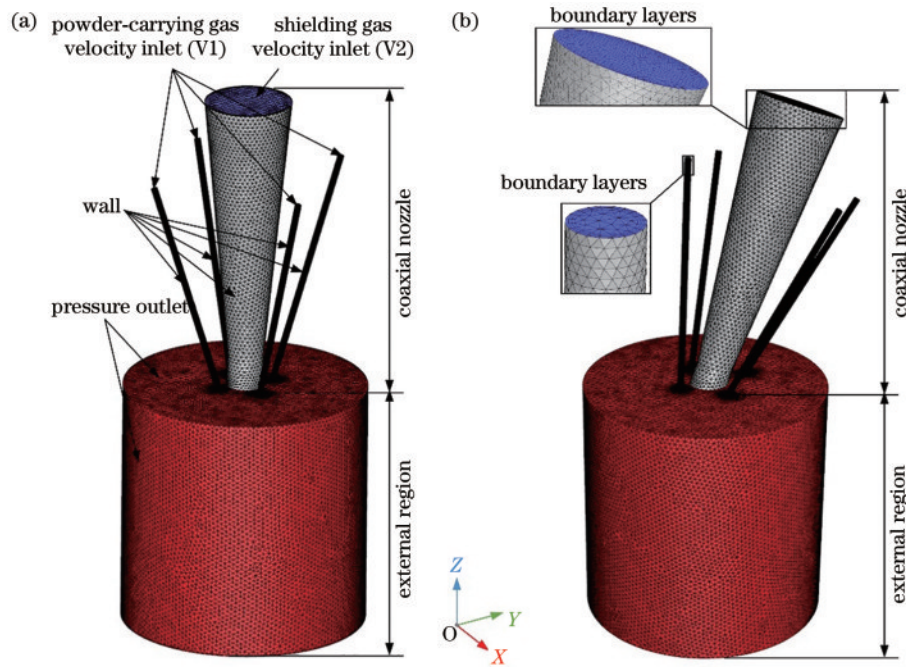 (a)
powder-carrying gas
velocity inlet (V1)
shielding gas
velocity inlet (V2)
wall
pressure outlet
coaxial nozzle
external region
(b)
boundary layers
boundary layers
coaxial nozzle
external region
Z
Y
O
X